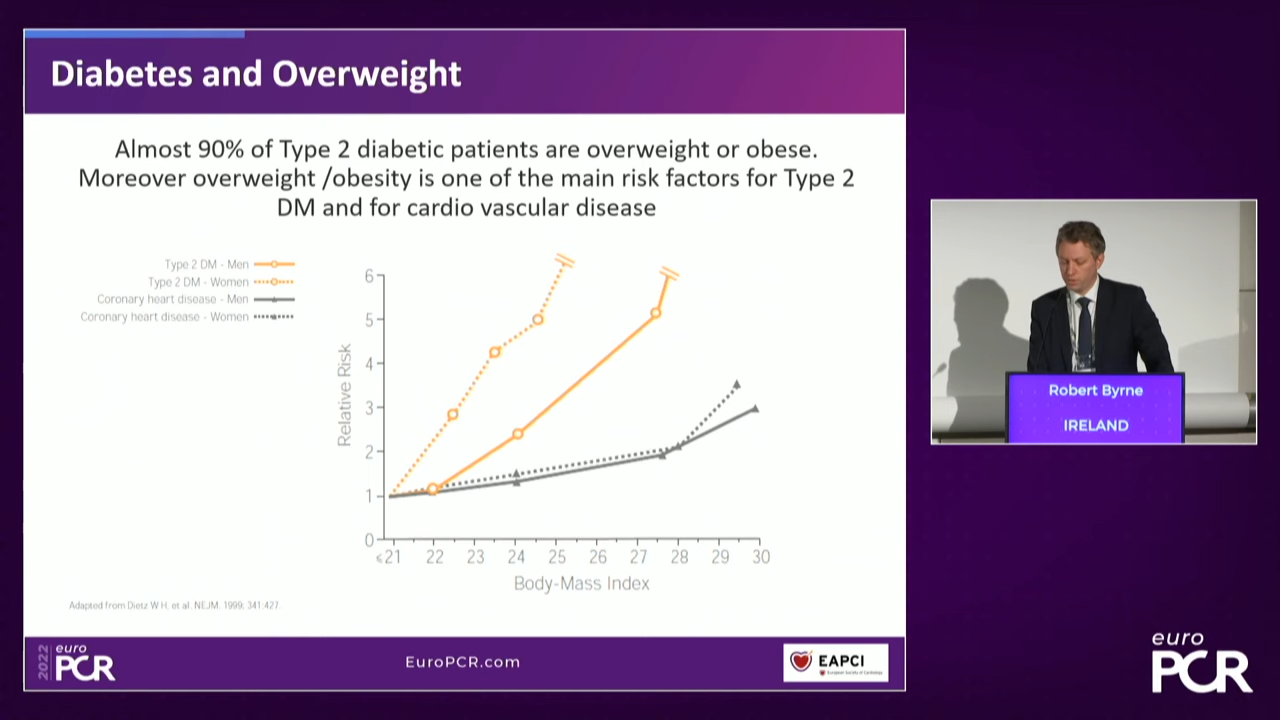 Diabetes and Overweight
Almost 90% of Type 2 diabetic patients are overweight or obese.
Moreover overweight /obesity is one of the main risk factors for Type 2
DM and for cardio vascular disease
Type 2 DM - Men
Type 2 DM - Women
Coronary heart disease - Men
Coronary heart disease - Women
Relative Risk
6
5
4
3
2
1
0
<21 22 23 24 25 26 27 28 29 30
Body-Mass Index
Adapted from Dietz W H, et al. NEJM. 1999; 341:427.
2022 euro
PCR
EuroPCR.com
EAPCI
European Society of Cardiology
Robert Byrne
IRELAND
euro
PCR